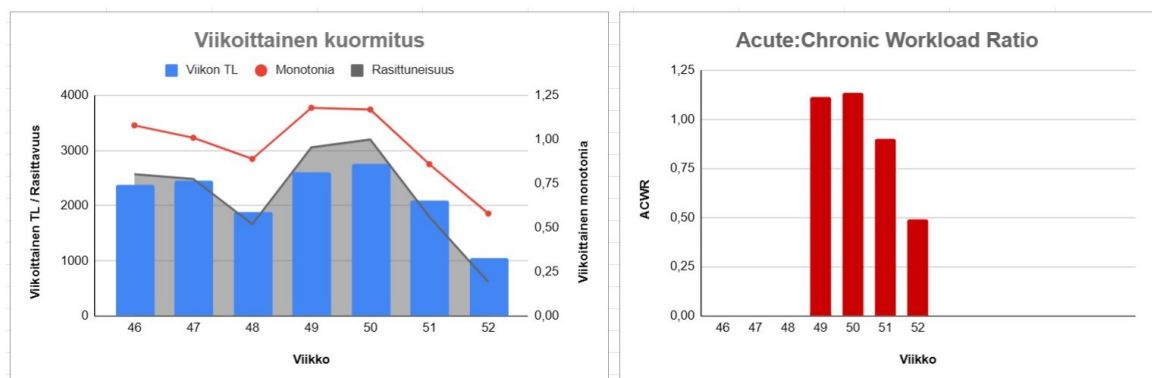 Viikoittainen kuormitus
Viikon TL Monotonia Rasittuneisuus
4000
3000
2000
1000
0
1,25
1,00
0,75
0,50
0,25
0,00
Viikoittainen TL / Rasittavuus
Viikoittainen monotonia
46 47 48 49 50 51 52
Viikko
Acute:Chronic Workload Ratio
1,25
1,00
0,75
0,50
0,25
0,00
ACWR
46 47 48 49 50 51 52
Viikko